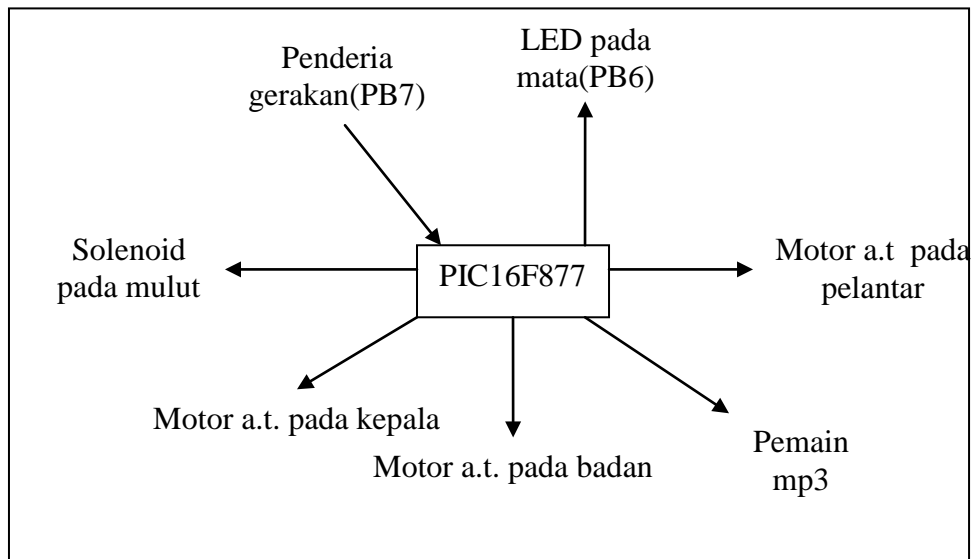 Penderia
gerakan(PB7)
LED pada
mata(PB6)
Solenoid
pada mulut
PIC16F877
Motor a.t  pada
pelantar
Motor a.t. pada kepala
Motor a.t. pada badan
Pemain
mp3